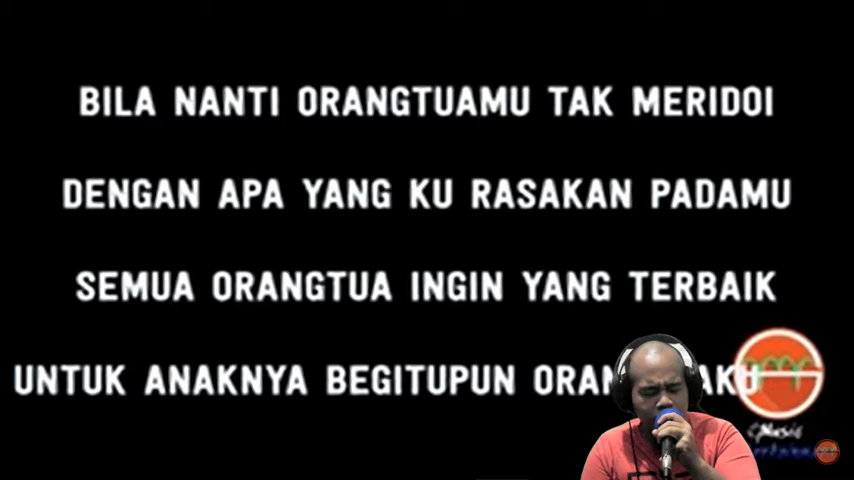 BILA NANTI ORANGTUAMU TAK MERIDOI
DENGAN APA YANG KU RASAKAN PADAMU
SEMUA ORANGTUA INGIN YANG TERBAIK
UNTUK ANAKNYA BEGITUPUN